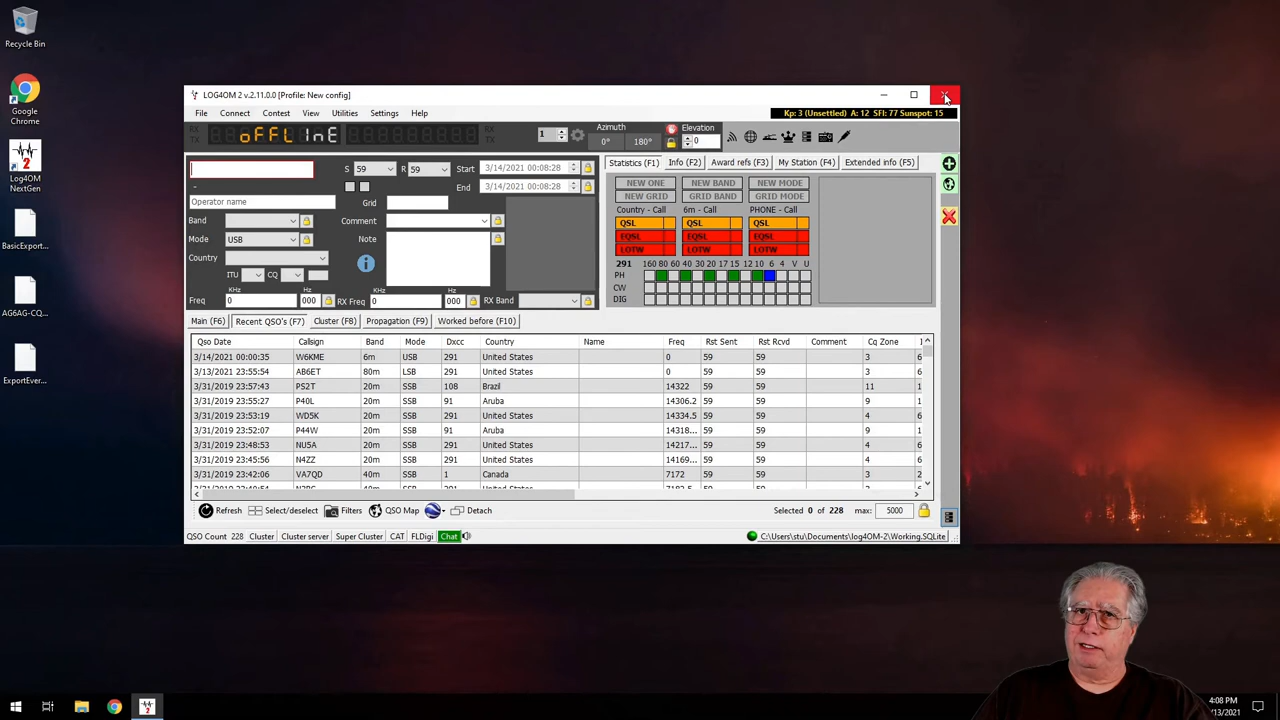 Recycle Bin
Google
Chrome
Log4OM
NextGen
BasicExport...
AG6AG-CQ...
ExportEver...
LOG4OM 2 v.2.11.0.0 [Profile: New config]
File Connect Contest View Utilities Settings Help
Kp: 3 (Unsettled) A: 12 SFI: 77 Sunspot: 15
RX
TX
oFFLInE
RX
TX
1
Azimuth
0° 180°
Elevation
0
S 59 R 59 Start 3/14/2021 00:08:28
End 3/14/2021 00:08:28
-
Operator name
Grid
Band
Comment
Mode USB
Note
Country
ITU CQ
KHz Hz KHz Hz
Freq 0 000 RX Freq 0 000 RX Band
Statistics (F1) Info (F2) Award refs (F3) My Station (F4) Extended info (F5)
NEW ONE NEW BAND NEW MODE
NEW GRID GRID BAND GRID MODE
Country - Call 6m - Call PHONE - Call
QSL QSL QSL
EQSL EQSL EQSL
LOTW LOTW LOTW
291 160 80 60 40 30 20 17 15 12 10 6 4 V U
PH
CW
DIG
Main (F6) Recent QSO's (F7) Cluster (F8) Propagation (F9) Worked before (F10)
Qso Date Callsign Band Mode Dxcc Country Name Freq Rst Sent Rst Rcvd Comment Cq Zone
3/14/2021 00:00:35 W6KME 6m USB 291 United States 0 59 59 3 6
3/13/2021 23:55:54 AB6ET 80m LSB 291 United States 0 59 59 3 6
3/31/2019 23:57:43 PS2T 20m SSB 108 Brazil 14322 59 59 11 1
3/31/2019 23:55:27 P40L 20m SSB 91 Aruba 14306.2 59 59 9 1
3/31/2019 23:53:19 WD5K 20m SSB 291 United States 14334.5 59 59 4 6
3/31/2019 23:52:07 P44W 20m SSB 91 Aruba 14318... 59 59 9 1
3/31/2019 23:48:53 NU5A 20m SSB 291 United States 14217... 59 59 4 6
3/31/2019 23:45:56 N4ZZ 20m SSB 291 United States 14169... 59 59 4 6
3/31/2019 23:42:06 VA7QD 40m SSB 1 Canada 7172 59 59 3 2
Refresh Select/deselect Filters QSO Map Detach
Selected 0 of 228 max: 5000
QSO Count 228 Cluster Cluster server Super Cluster CAT FLDigi Chat
C:\Users\stu\Documents\log4OM-2\Working.SQLite
4:08 PM
/13/2021